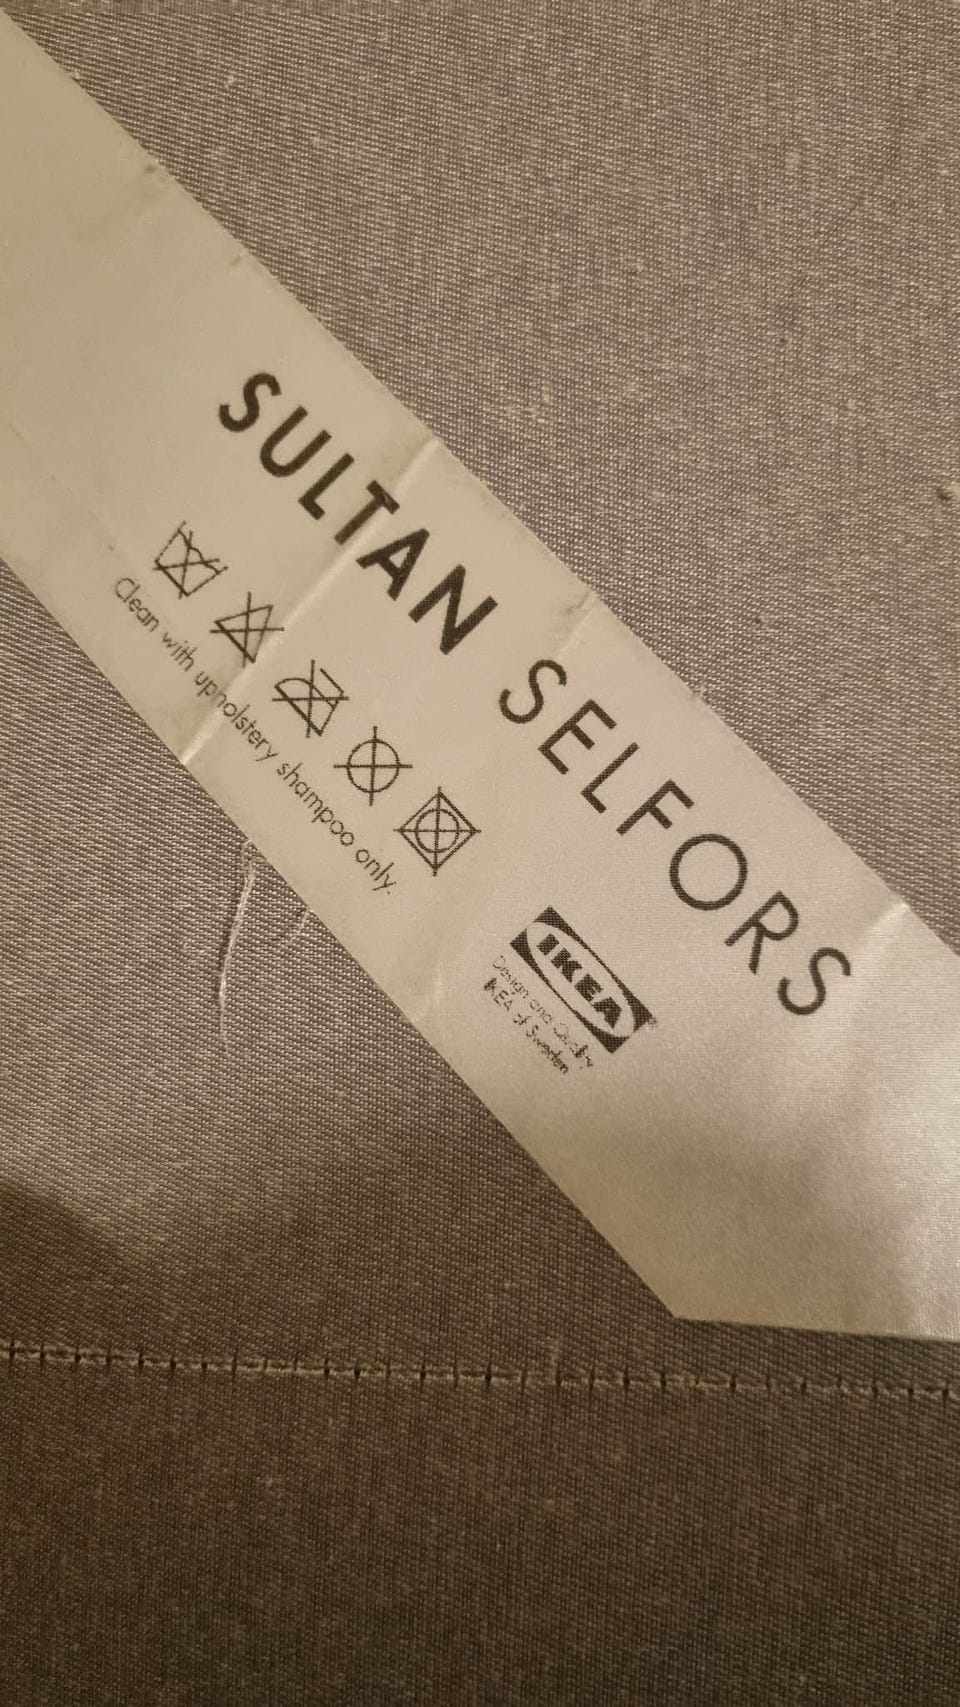 SULTAN SELFORS
Clean with upholstery shampoo only.
IKEA®
Design and Quality
IKEA of Sweden